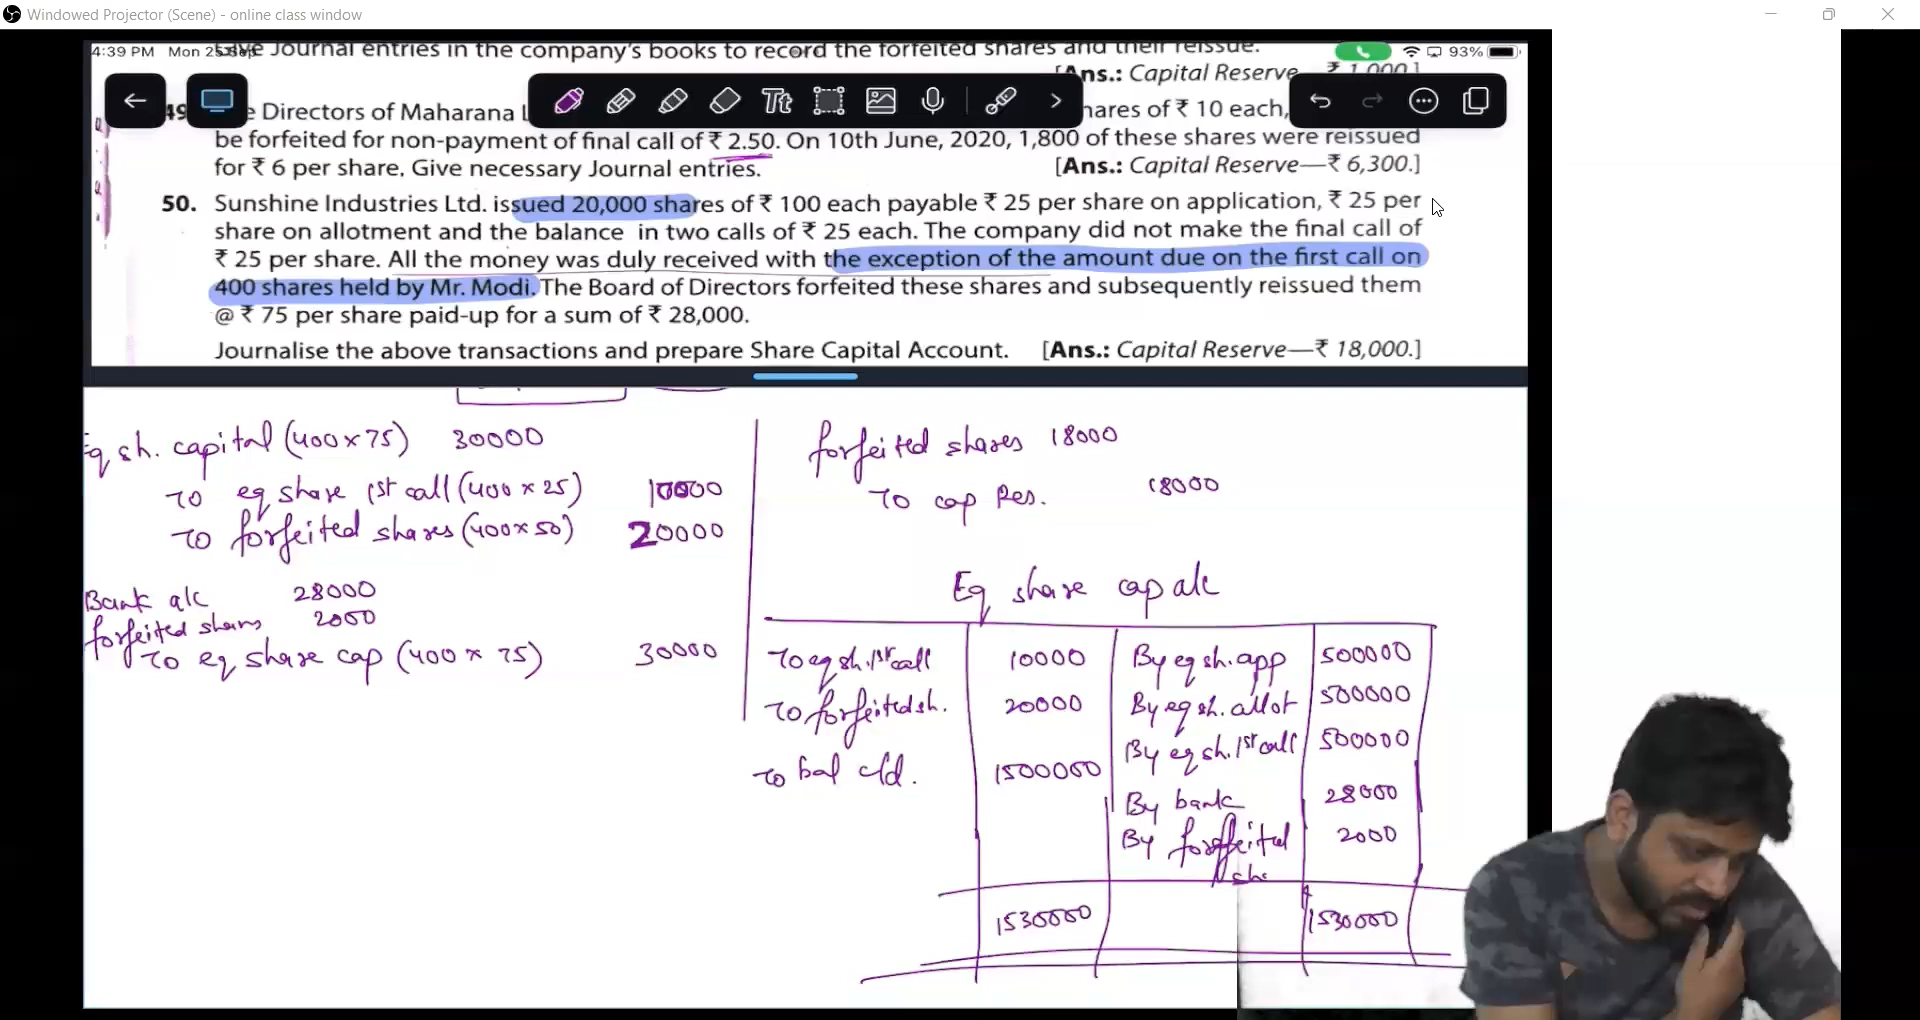 Windowed Projector (Scene) - online class window
4:39 PM Mon 25 Sep
Give Journal entries in the company's books to record the forfeited shares and their reissue.
93%
[Ans.: Capital Reserve—₹ 1,000.]
49
e Directors of Maharana L
hares of ₹ 10 each,
Tt
be forfeited for non-payment of final call of ₹ 2.50. On 10th June, 2020, 1,800 of these shares were reissued
for ₹ 6 per share. Give necessary Journal entries. [Ans.: Capital Reserve—₹ 6,300.]
50. Sunshine Industries Ltd. issued 20,000 shares of ₹ 100 each payable ₹ 25 per share on application, ₹ 25 per
share on allotment and the balance in two calls of ₹ 25 each. The company did not make the final call of
₹ 25 per share. All the money was duly received with the exception of the amount due on the first call on
400 shares held by Mr. Modi. The Board of Directors forfeited these shares and subsequently reissued them
@ ₹ 75 per share paid-up for a sum of ₹ 28,000.
Journalise the above transactions and prepare Share Capital Account. [Ans.: Capital Reserve—₹ 18,000.]
Eq sh. capital (400×75) 30000
To eq share 1st call (400×25) 10000
To forfeited shares (400×50) 20000
Bank a/c 28000
forfeited shares 2000
To eq share cap (400×75) 30000
forfeited shares 18000
To cap Res. 18000
Eq share cap a/c
To eq sh. 1st call 10000 By eq sh. app 500000
To forfeited sh. 20000 By eq sh. allot 500000
By eq sh. 1st call 500000
To bal c/d. 1500000
By bank 28000
By forfeited 2000
sh.
1530000 1530000